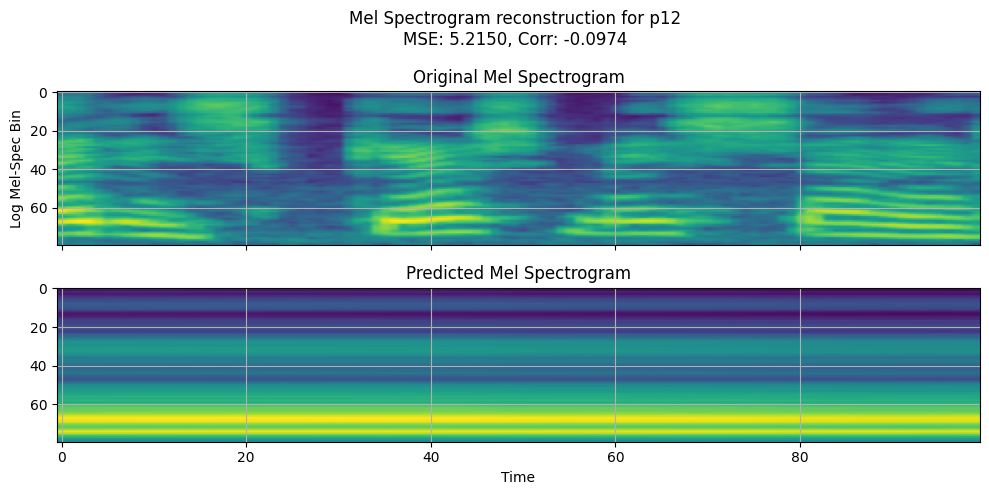 Mel Spectrogram reconstruction for p12
MSE: 5.2150, Corr: -0.0974
Original Mel Spectrogram
0
20
40
60
Log Mel-Spec Bin
Predicted Mel Spectrogram
0
20
40
60
0 20 40 60 80
Time